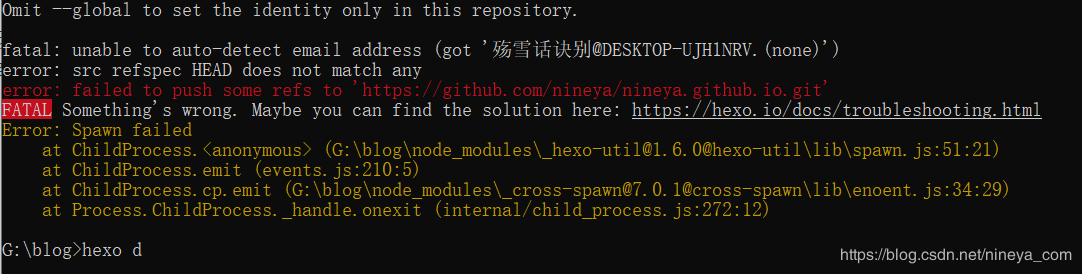 Omit --global to set the identity only in this repository.
fatal: unable to auto-detect email address (got '殇雪话诀别@DESKTOP-UJH1NRV.(none)')
error: src refspec HEAD does not match any
error: failed to push some refs to 'https://github.com/nineya/nineya.github.io.git'
FATAL Something's wrong. Maybe you can find the solution here: https://hexo.io/docs/troubleshooting.html
Error: Spawn failed
    at ChildProcess.<anonymous> (G:\blog\node_modules\_hexo-util@1.6.0@hexo-util\lib\spawn.js:51:21)
    at ChildProcess.emit (events.js:210:5)
    at ChildProcess.cp.emit (G:\blog\node_modules\_cross-spawn@7.0.1@cross-spawn\lib\enoent.js:34:29)
    at Process.ChildProcess._handle.onexit (internal/child_process.js:272:12)
G:\blog>hexo d
https://blog.csdn.net/nineya_com